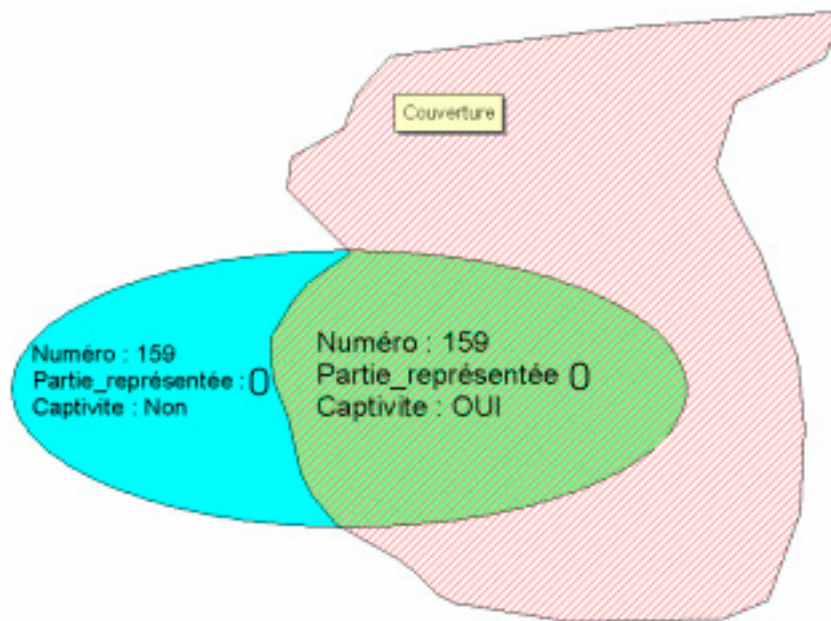 Couverture
Numéro : 159
Partie_représentée : 0
Captivite : Non
Numéro : 159
Partie_représentée 0
Captivite : OUI